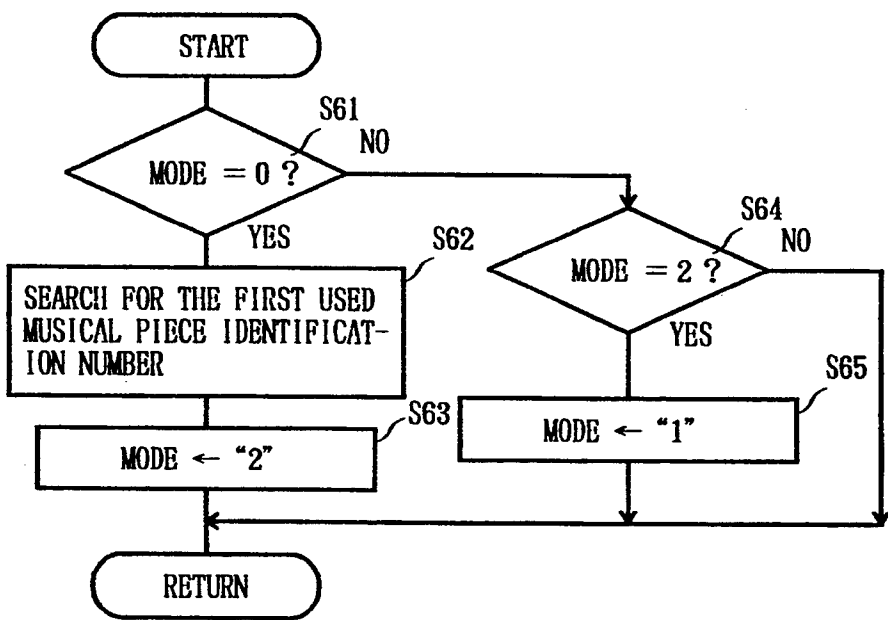 START
S61
NO
MODE = 0 ?
YES
S62
SEARCH FOR THE FIRST USED
MUSICAL PIECE IDENTIFICAT-
ION NUMBER
S63
MODE ← “2”
S64
NO
MODE = 2 ?
YES
S65
MODE ← “1”
RETURN